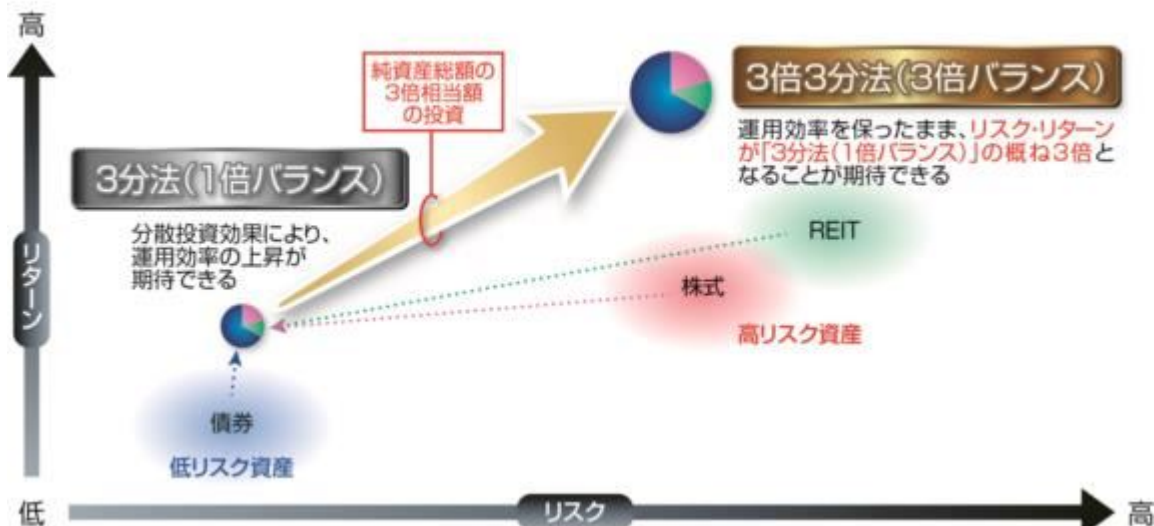 高
純資産総額の
3倍相当額
の投資
3倍3分法(3倍バランス)
運用効率を保ったまま、リスク・リターン
が「3分法(1倍バランス)」の概ね3倍と
なることが期待できる
3分法(1倍バランス)
分散投資効果により、
運用効率の上昇が
期待できる
REIT
株式
高リスク資産
リターン
債券
低リスク資産
低
リスク
高